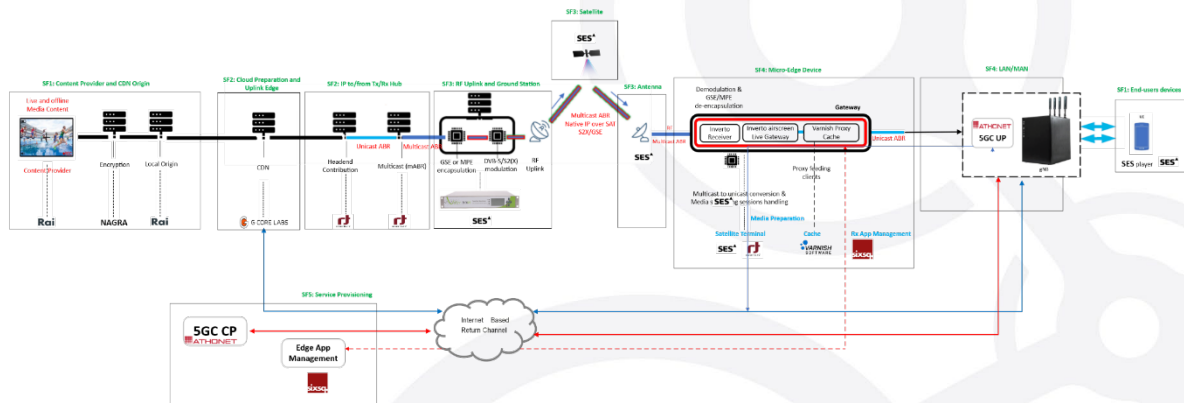 SF3: Satellite
SES▲
SF1: Content Provider and CDN Origin
Live and offline
Media Content
Content Provider
Encryption
Local Origin
Rai
NAGRA
Rai
SF2: Cloud Preparation and
Uplink Edge
CDN
G CORE LABS
SF2: IP to/from Tx/Rx Hub
Unicast ABR
Multicast ABR
Headend
Contribution
Multicast (mABR)
SF3: RF Uplink and Ground Station
GSE or MPE
encapsulation
DVB-S/S2(X)
modulation
RF
Uplink
SES▲
Multicast ABR
Native IP over SAT
S2X/GSE
SF3: Antenna
SES▲
RF
Multicast ABR
SF4: Micro-Edge Device
Demodulation &
GSE/MPE
de-encapsulation
Gateway
Inverto
Receiver
Inverto airscreen
Live Gateway
Varnish Proxy
Cache
Unicast ABR
Proxy feeding
clients
Multicast to unicast conversion &
Media s SES▲ng sessions handling
Media Preparation
Satellite Terminal
Cache
Rx App Management
SES▲
VARNISH
SOFTWARE
sixsq.
SF4: LAN/MAN
ATHONET
5GC UP
gNB
SF1: End-users devices
UE
SES player
SES▲
SF5: Service Provisioning
5GC CP
ATHONET
Edge App
Management
sixsq.
Internet Based
Return Channel